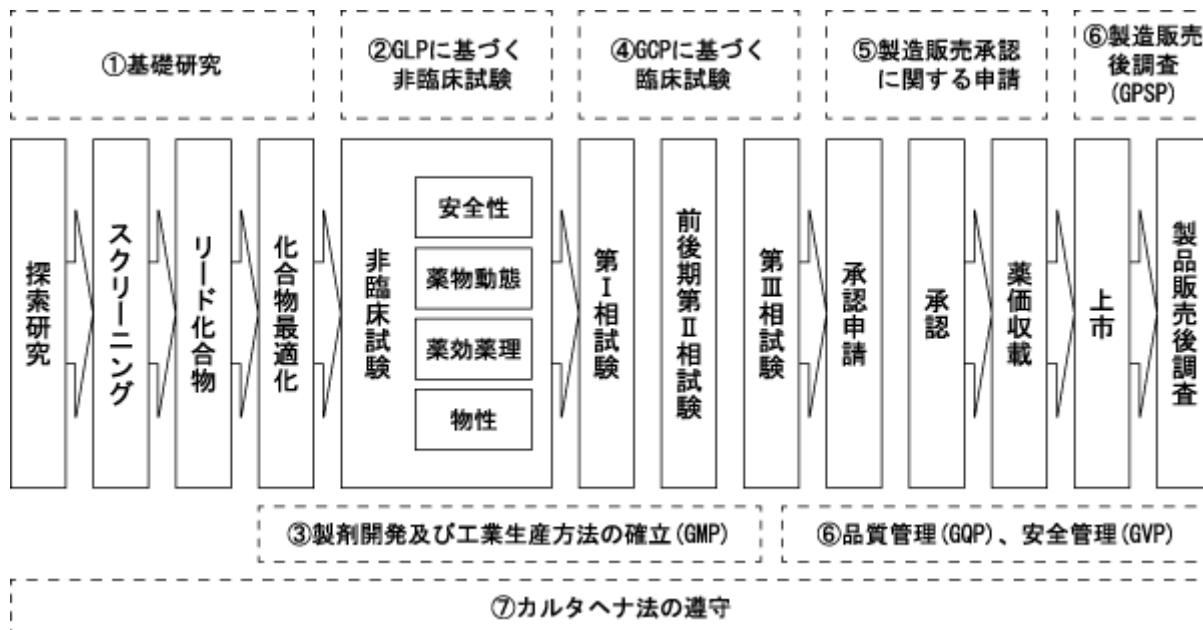 ①基礎研究
②GLPに基づく
非臨床試験
④GCPに基づく
臨床試験
⑤製造販売承認
に関する申請
⑥製造販売
後調査
(GPSP)
探索研究
スクリーニング
リード化合物
化合物最適化
非臨床試験
安全性
薬物動態
薬効薬理
物性
第Ⅰ相試験
前後期第Ⅱ相試験
第Ⅲ相試験
承認申請
承認
薬価収載
上市
製品販売後調査
③製剤開発及び工業生産方法の確立(GMP)
⑥品質管理(GQP)、安全管理(GVP)
⑦カルタヘナ法の遵守